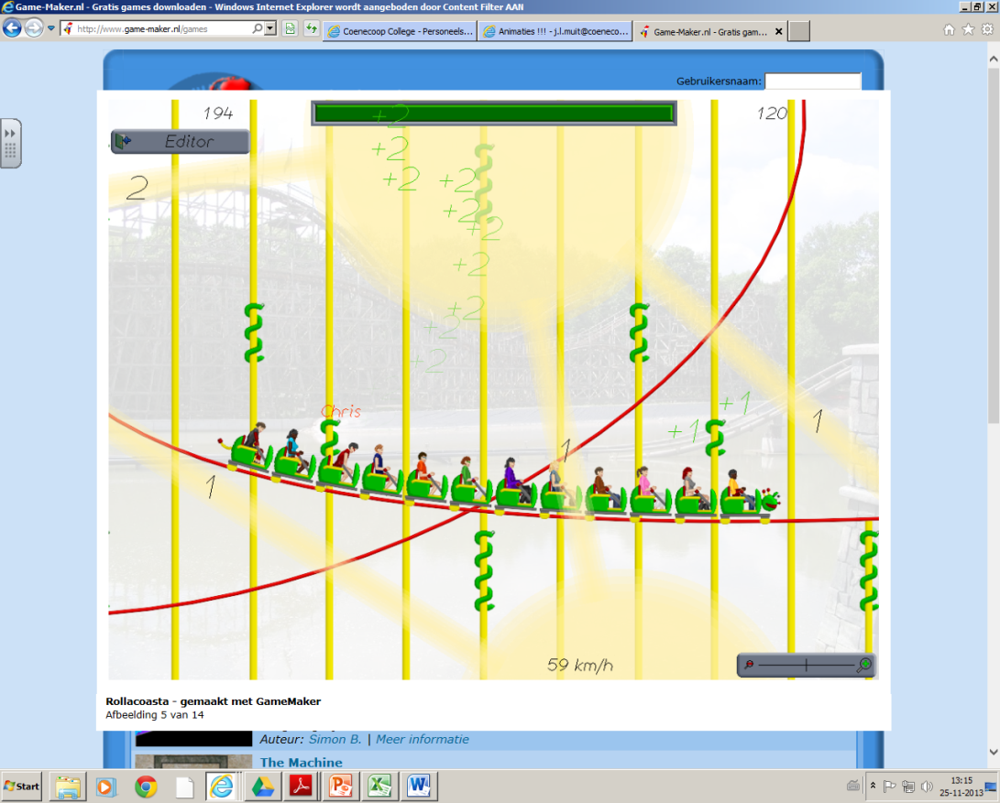 Game-Maker.nl - Gratis games downloaden - Windows Internet Explorer wordt aangeboden door Content Filter AAN
http://www.game-maker.nl/games
Coenecoop College - Personeels...
Animaties !!! - j.l.muit@coeneco...
Game-Maker.nl - Gratis gam...
Gebruikersnaam:
194
120
+2
Editor
+2
+2
+2
2
+2
+2
+2
+2
+2
+2
Chris
+1
+1
1
1
1
59 km/h
Rollacoasta - gemaakt met GameMaker
Afbeelding 5 van 14
Auteur: Simon B. | Meer informatie
The Machine
Start
13:15
25-11-2013